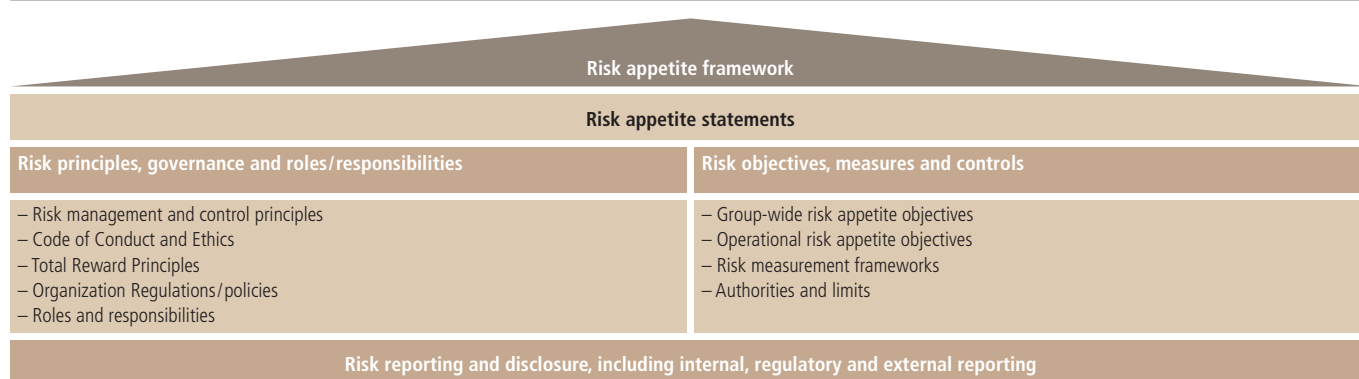 Risk appetite framework
Risk appetite statements
Risk principles, governance and roles/responsibilities
– Risk management and control principles
– Code of Conduct and Ethics
– Total Reward Principles
– Organization Regulations/policies
– Roles and responsibilities
Risk objectives, measures and controls
– Group-wide risk appetite objectives
– Operational risk appetite objectives
– Risk measurement frameworks
– Authorities and limits
Risk reporting and disclosure, including internal, regulatory and external reporting